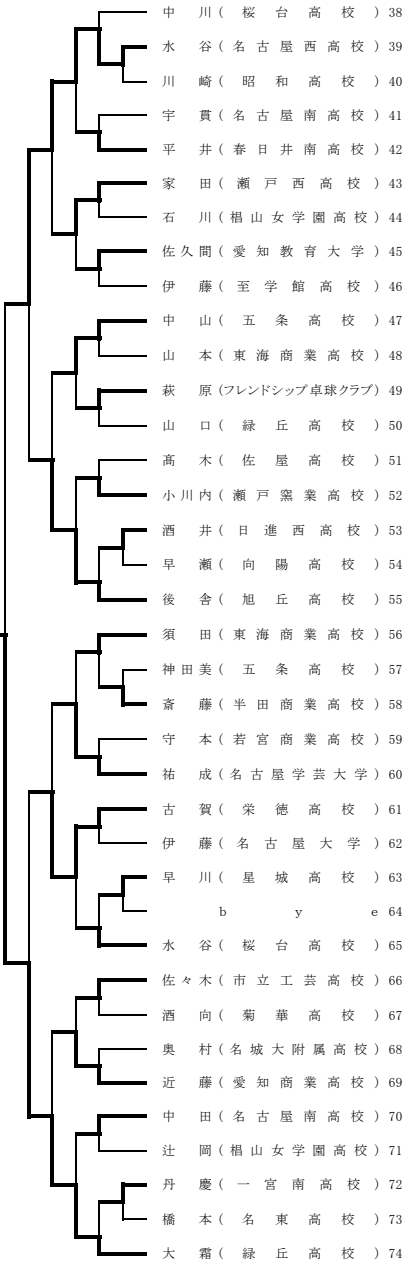 中川(桜台高校)38
水谷(名古屋西高校)39
川崎(昭和高校)40
宇貫(名古屋南高校)41
平井(春日井南高校)42
家田(瀬戸西高校)43
石川(椙山女学園高校)44
佐久間(愛知教育大学)45
伊藤(至学館高校)46
中山(五条高校)47
山本(東海商業高校)48
萩原(フレンドシップ卓球クラブ)49
山口(緑丘高校)50
髙木(佐屋高校)51
小川内(瀬戸窯業高校)52
酒井(日進西高校)53
早瀬(向陽高校)54
後舎(旭丘高校)55
須田(東海商業高校)56
神田美(五条高校)57
斎藤(半田商業高校)58
守本(若宮商業高校)59
祐成(名古屋学芸大学)60
古賀(栄徳高校)61
伊藤(名古屋大学)62
早川(星城高校)63
bye 64
水谷(桜台高校)65
佐々木(市立工芸高校)66
酒向(菊華高校)67
奥村(名城大附属高校)68
近藤(愛知商業高校)69
中田(名古屋南高校)70
辻岡(椙山女学園高校)71
丹慶(一宮南高校)72
橋本(名東高校)73
大霜(緑丘高校)74